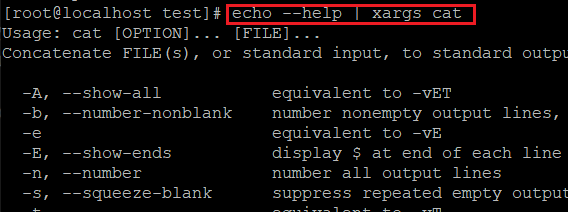 [root@localhost test]# echo --help | xargs cat
Usage: cat [OPTION]... [FILE]...
Concatenate FILE(s), or standard input, to standard outpu
-A, --show-all equivalent to -vET
-b, --number-nonblank number nonempty output lines,
-e equivalent to -vE
-E, --show-ends display $ at end of each line
-n, --number number all output lines
-s, --squeeze-blank suppress repeated empty output